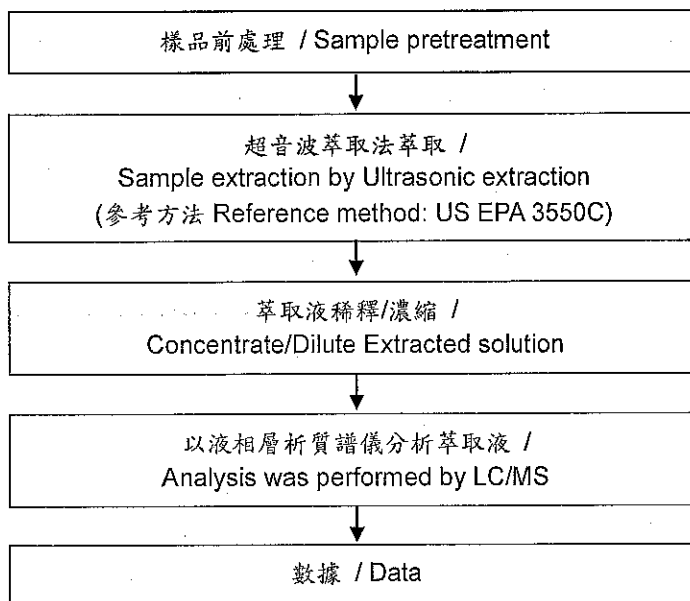 樣品前處理 / Sample pretreatment
超音波萃取法萃取 /
Sample extraction by Ultrasonic extraction
(參考方法 Reference method: US EPA 3550C)
萃取液稀釋/濃縮 /
Concentrate/Dilute Extracted solution
以液相層析質譜儀分析萃取液 /
Analysis was performed by LC/MS
數據 / Data